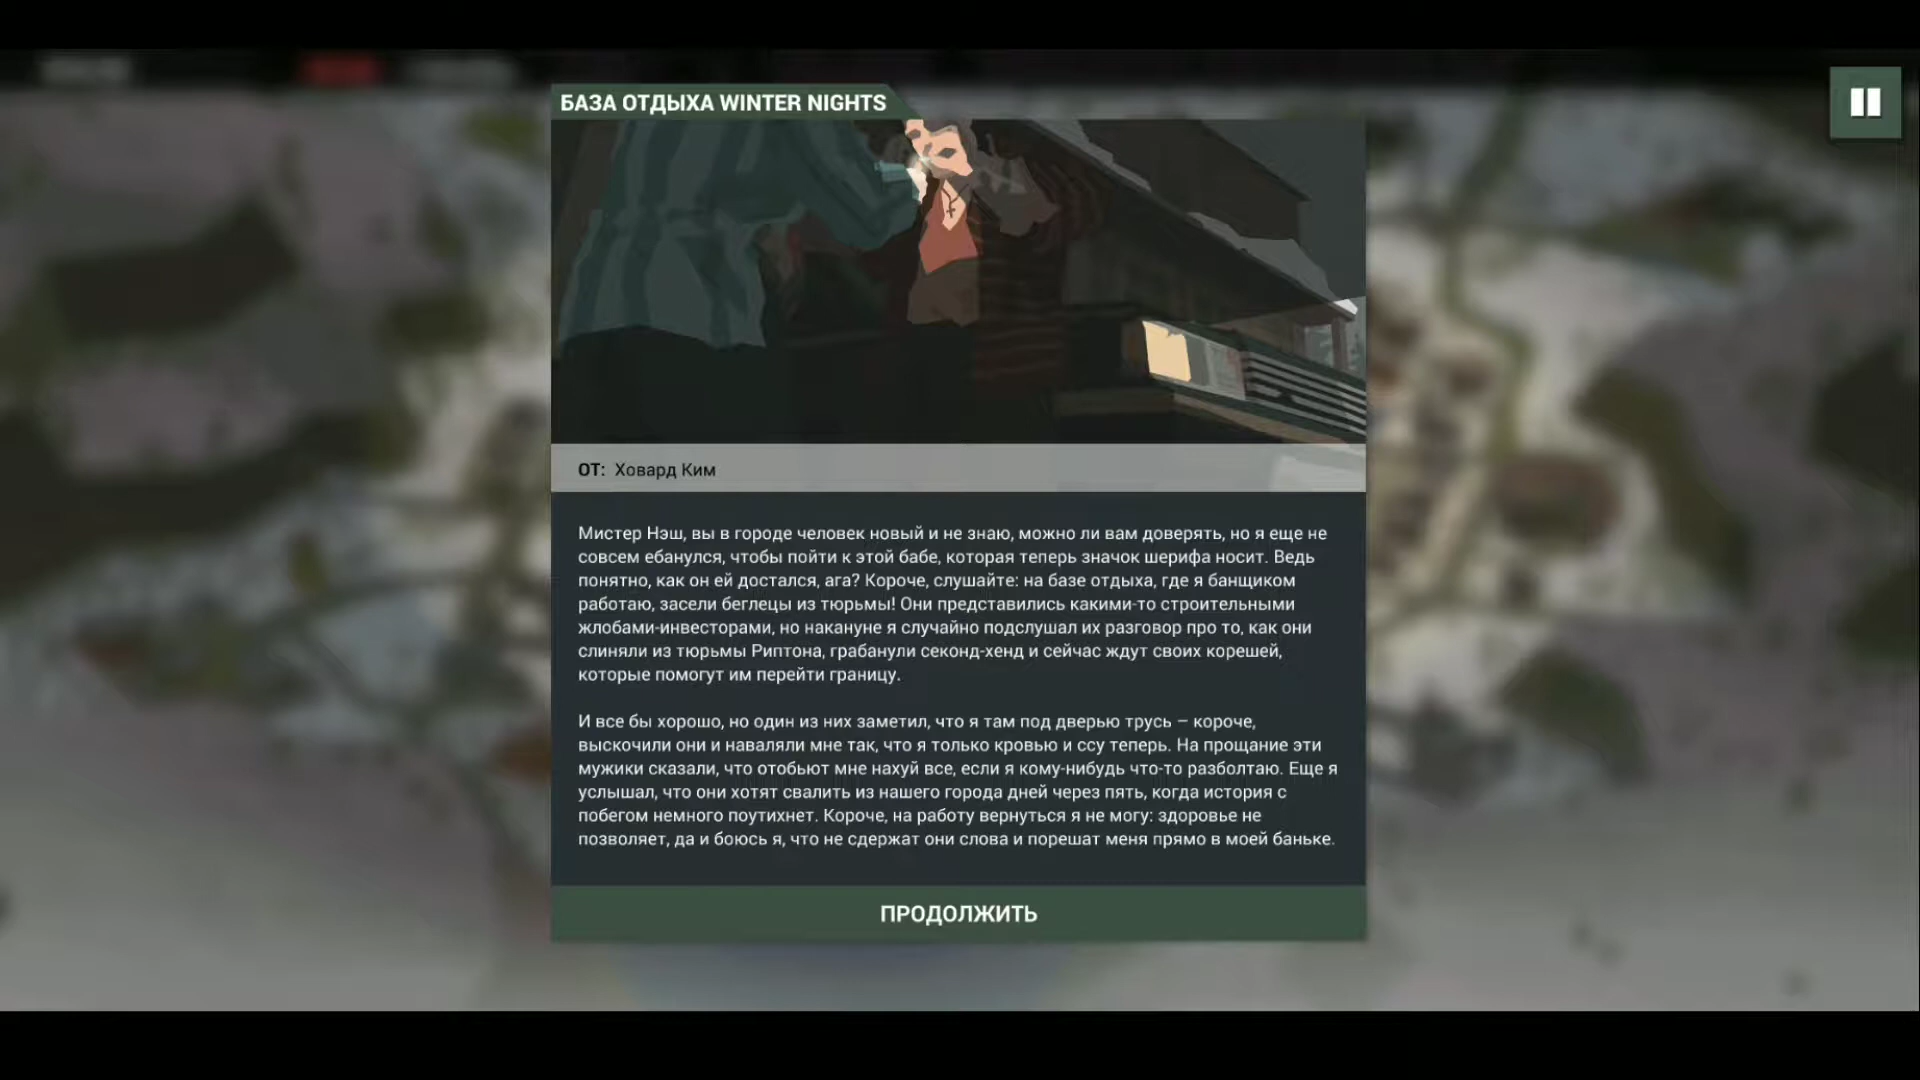 БАЗА ОТДЫХА WINTER NIGHTS
ОТ: Ховард Ким
Мистер Нэш, вы в городе человек новый и не знаю, можно ли вам доверять, но я еще не
совсем ебанулся, чтобы пойти к этой бабе, которая теперь значок шерифа носит. Ведь
понятно, как он ей достался, ага? Короче, слушайте: на базе отдыха, где я банщиком
работаю, засели беглецы из тюрьмы! Они представились какими-то строительными
жлобами-инвесторами, но накануне я случайно подслушал их разговор про то, как они
слиняли из тюрьмы Риптона, грабанули секонд-хенд и сейчас ждут своих корешей,
которые помогут им перейти границу.
И все бы хорошо, но один из них заметил, что я там под дверью трусь – короче,
выскочили они и наваляли мне так, что я только кровью и ссу теперь. На прощание эти
мужики сказали, что отобьют мне нахуй все, если я кому-нибудь что-то разболтаю. Еще я
услышал, что они хотят свалить из нашего города дней через пять, когда история с
побегом немного поутихнет. Короче, на работу вернуться я не могу: здоровье не
позволяет, да и боюсь я, что не сдержат они слова и порешат меня прямо в моей баньке.
ПРОДОЛЖИТЬ